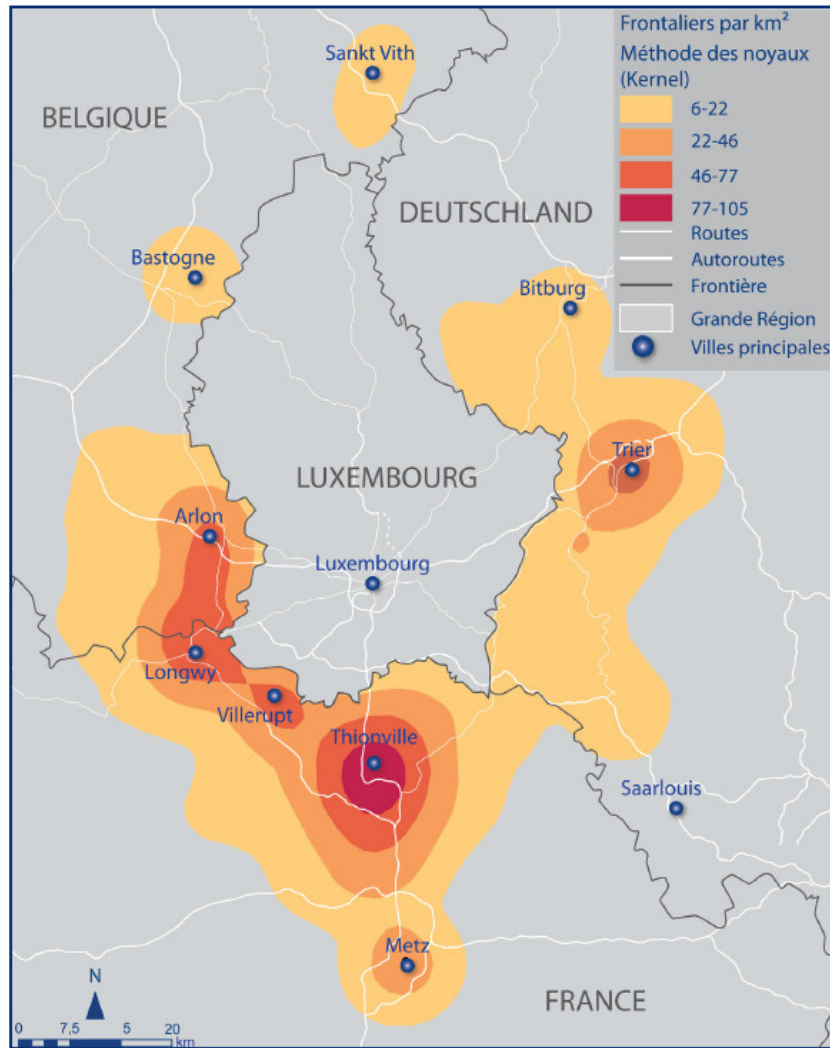 Frontaliers par km²
Méthode des noyaux
(Kernel)
6-22
22-46
46-77
77-105
Routes
Autoroutes
Frontière
Grande Région
Villes principales
Sankt Vith
BELGIQUE
DEUTSCHLAND
Bastogne
Bitburg
Trier
LUXEMBOURG
Arlon
Luxembourg
Longwy
Villerupt
Thionville
Saarlouis
Metz
FRANCE
N
0 7,5 5 20
km